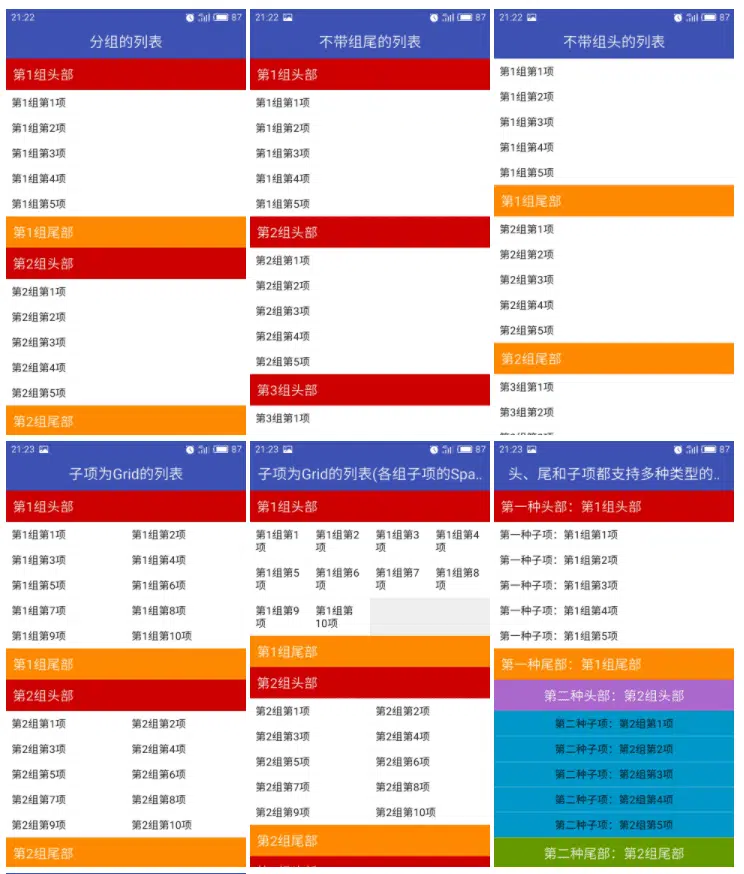 21:22 87
分组的列表
第1组头部
第1组第1项
第1组第2项
第1组第3项
第1组第4项
第1组第5项
第1组尾部
第2组头部
第2组第1项
第2组第2项
第2组第3项
第2组第4项
第2组第5项
第2组尾部
21:22 87
不带组尾的列表
第1组头部
第1组第1项
第1组第2项
第1组第3项
第1组第4项
第1组第5项
第2组头部
第2组第1项
第2组第2项
第2组第3项
第2组第4项
第2组第5项
第3组头部
第3组第1项
21:22 87
不带组头的列表
第1组第1项
第1组第2项
第1组第3项
第1组第4项
第1组第5项
第1组尾部
第2组第1项
第2组第2项
第2组第3项
第2组第4项
第2组第5项
第2组尾部
第3组第1项
第3组第2项
21:23 87
子项为Grid的列表
第1组头部
第1组第1项 第1组第2项
第1组第3项 第1组第4项
第1组第5项 第1组第6项
第1组第7项 第1组第8项
第1组第9项 第1组第10项
第1组尾部
第2组头部
第2组第1项 第2组第2项
第2组第3项 第2组第4项
第2组第5项 第2组第6项
第2组第7项 第2组第8项
第2组第9项 第2组第10项
第2组尾部
21:23 87
子项为Grid的列表(各组子项的Spa..
第1组头部
第1组第1 第1组第2 第1组第3 第1组第4
项 项 项 项
第1组第5 第1组第6 第1组第7 第1组第8
项 项 项 项
第1组第9 第1组第
项 10项
第1组尾部
第2组头部
第2组第1项 第2组第2项
第2组第3项 第2组第4项
第2组第5项 第2组第6项
第2组第7项 第2组第8项
第2组第9项 第2组第10项
第2组尾部
21:23 87
头、尾和子项都支持多种类型的..
第一种头部：第1组头部
第一种子项：第1组第1项
第一种子项：第1组第2项
第一种子项：第1组第3项
第一种子项：第1组第4项
第一种子项：第1组第5项
第一种尾部：第1组尾部
第二种头部：第2组头部
第二种子项：第2组第1项
第二种子项：第2组第2项
第二种子项：第2组第3项
第二种子项：第2组第4项
第二种子项：第2组第5项
第二种尾部：第2组尾部